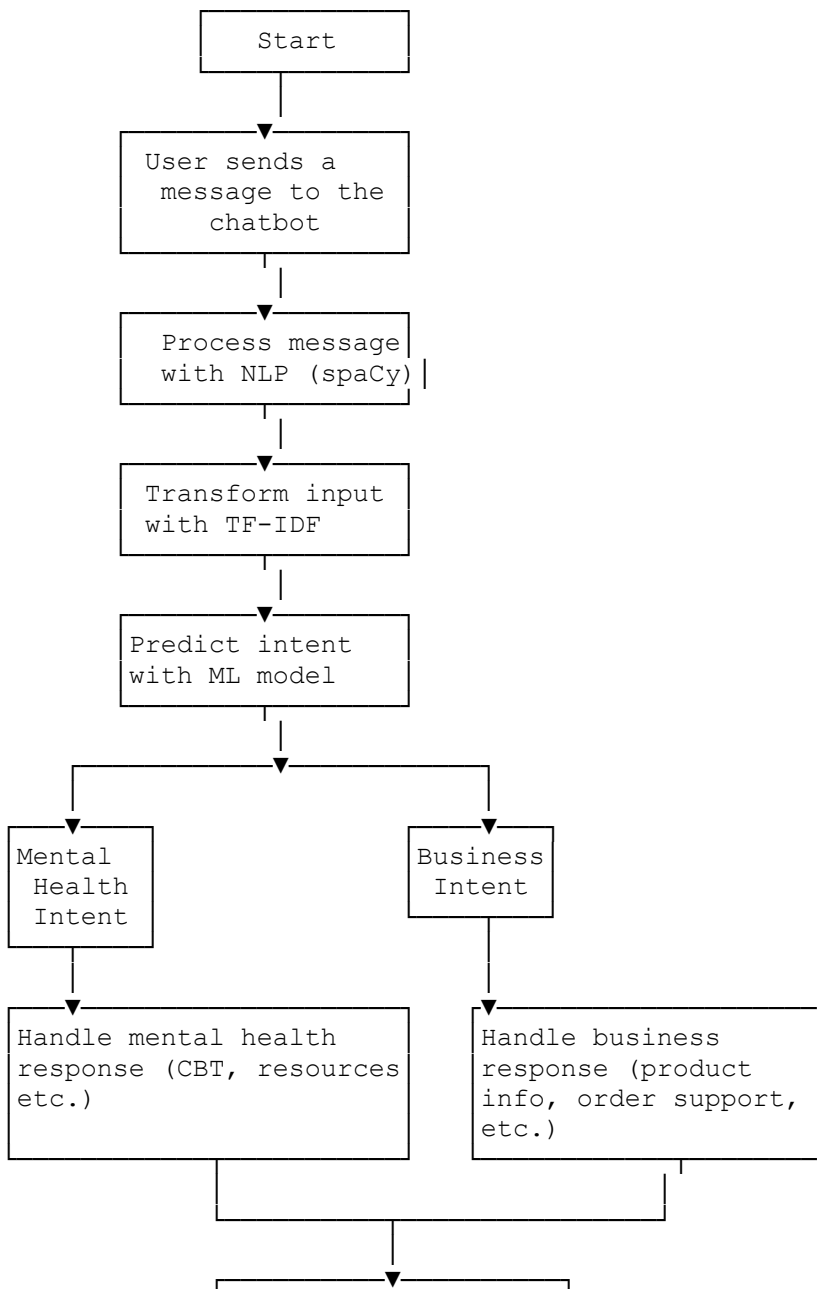 Start
User sends a
message to the
chatbot
Process message
with NLP (spaCy)
Transform input
with TF-IDF
Predict intent
with ML model
Mental
Health
Intent
Business
Intent
Handle mental health
response (CBT, resources
etc.)
Handle business
response (product
info, order support,
etc.)